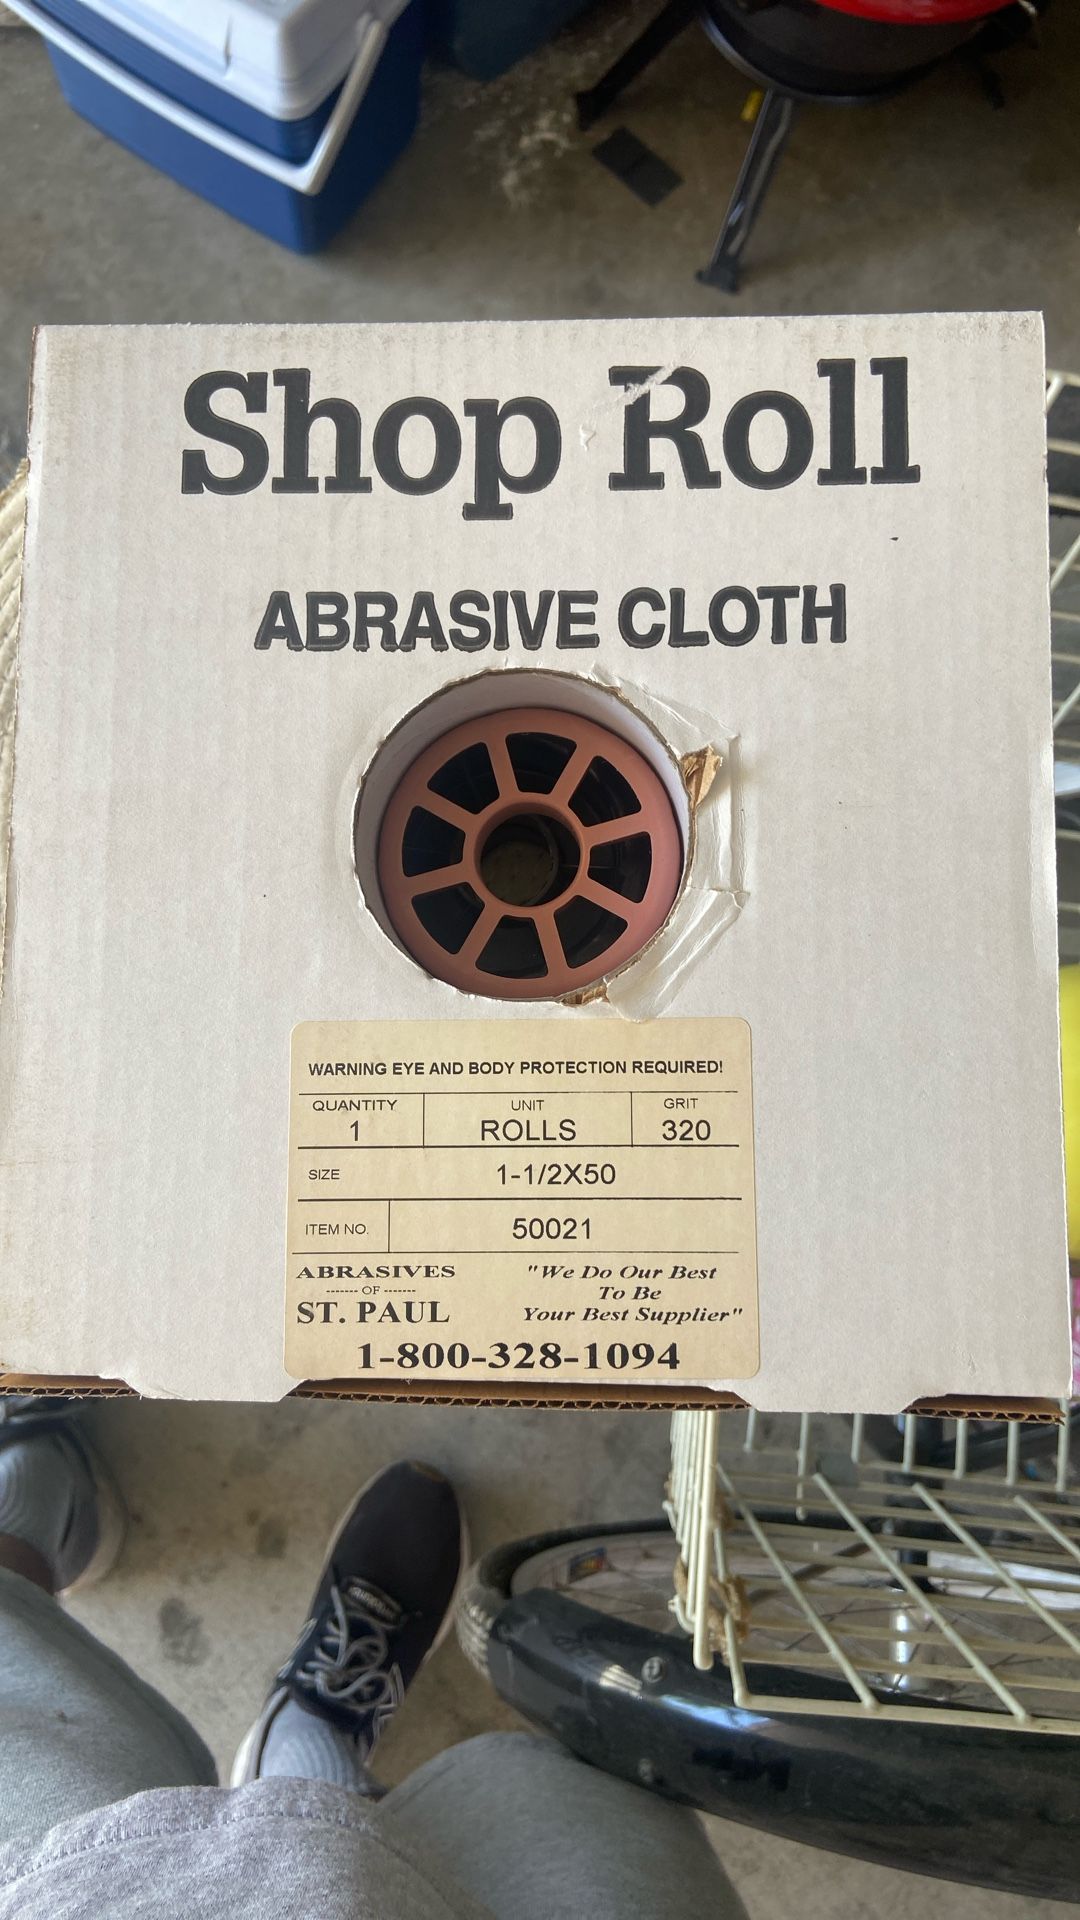 Shop Roll
ABRASIVE CLOTH
WARNING EYE AND BODY PROTECTION REQUIRED!
QUANTITY UNIT GRIT
1 ROLLS 320
SIZE 1-1/2X50
ITEM NO. 50021
ABRASIVES
------- OF -------
ST. PAUL
"We Do Our Best
To Be
Your Best Supplier"
1-800-328-1094